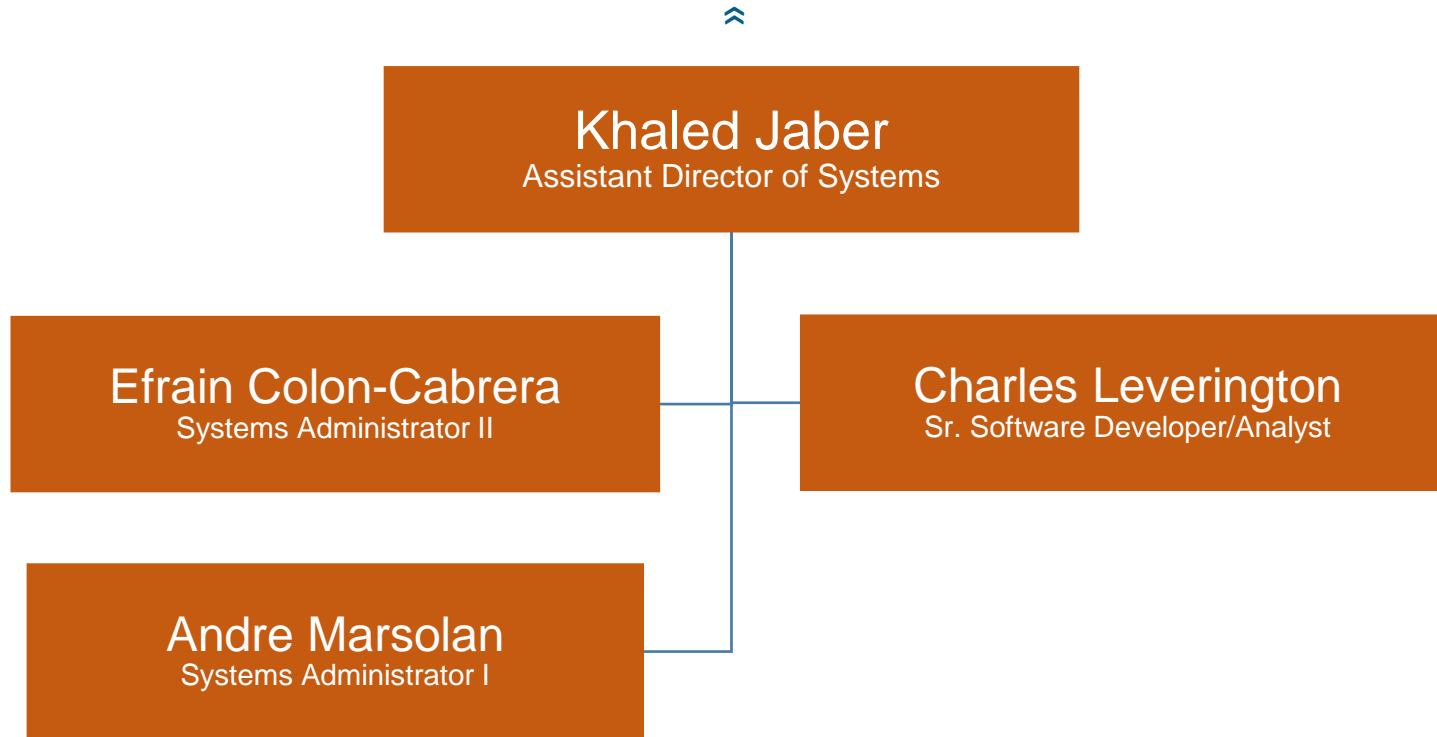 Khaled Jaber
Assistant Director of Systems
Efrain Colon-Cabrera
Systems Administrator II
Charles Leverington
Sr. Software Developer/Analyst
Andre Marsolan
Systems Administrator I